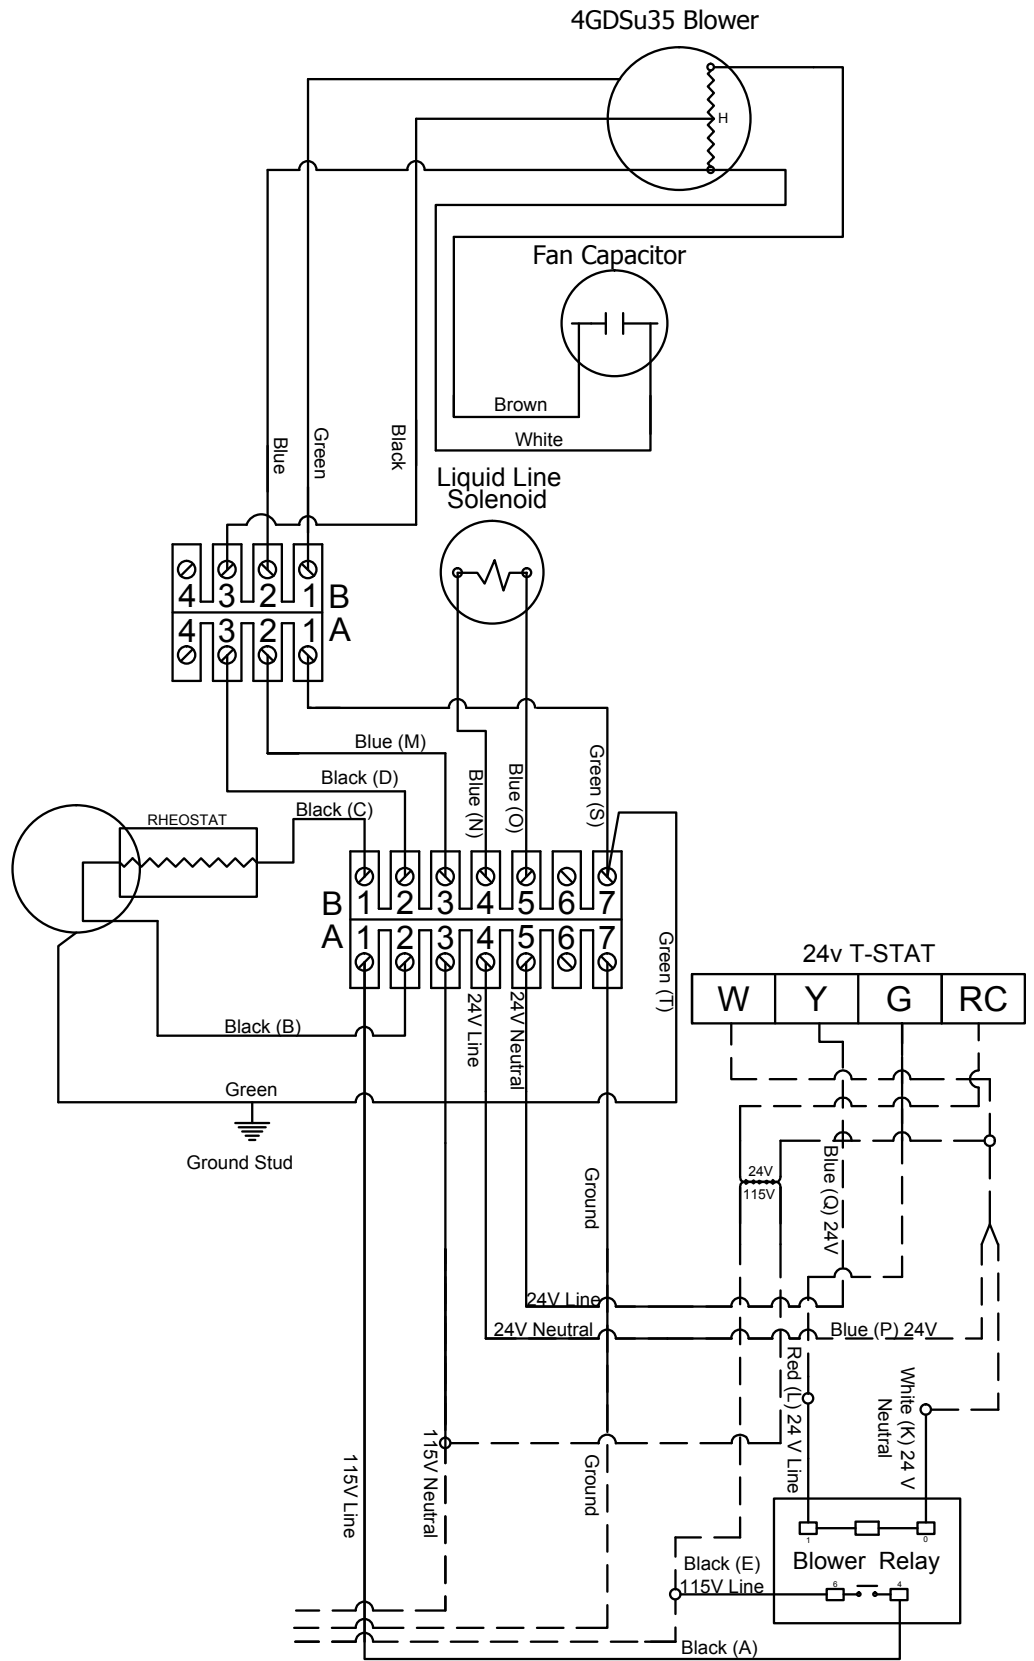 4GDSu35 Blower
H
Fan Capacitor
Brown
White
Blue
Green
Black
Liquid Line
Solenoid
4 3 2 1 B
4 3 2 1 A
Blue (M)
Black (D)
Black (C)
Blue (N)
Blue (O)
Green (S)
RHEOSTAT
B 1 2 3 4 5 6 7
A 1 2 3 4 5 6 7
Green (T)
24v T-STAT
W Y G RC
Black (B)
24V Line
24V Neutral
Green
Ground Stud
Ground
24V
115V
Blue (Q) 24V
24V Line
24V Neutral
Blue (P) 24V
Red (L) 24 V Line
White (K) 24 V
Neutral
115V Line
115V Neutral
Ground
1
0
Blower Relay
6
4
Black (E)
115V Line
Black (A)